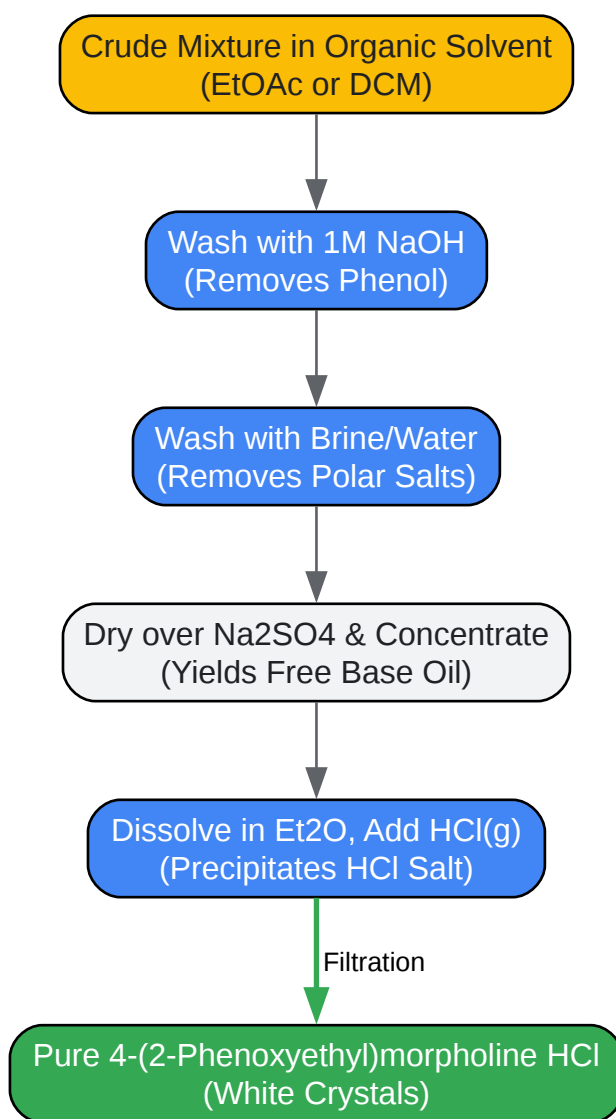 Crude Mixture in Organic Solvent
(EtOAc or DCM)
Wash with 1M NaOH
(Removes Phenol)
Wash with Brine/Water
(Removes Polar Salts)
Dry over Na2SO4 & Concentrate
(Yields Free Base Oil)
Dissolve in Et2O, Add HCl(g)
(Precipitates HCl Salt)
Filtration
Pure 4-(2-Phenoxyethyl)morpholine HCl
(White Crystals)